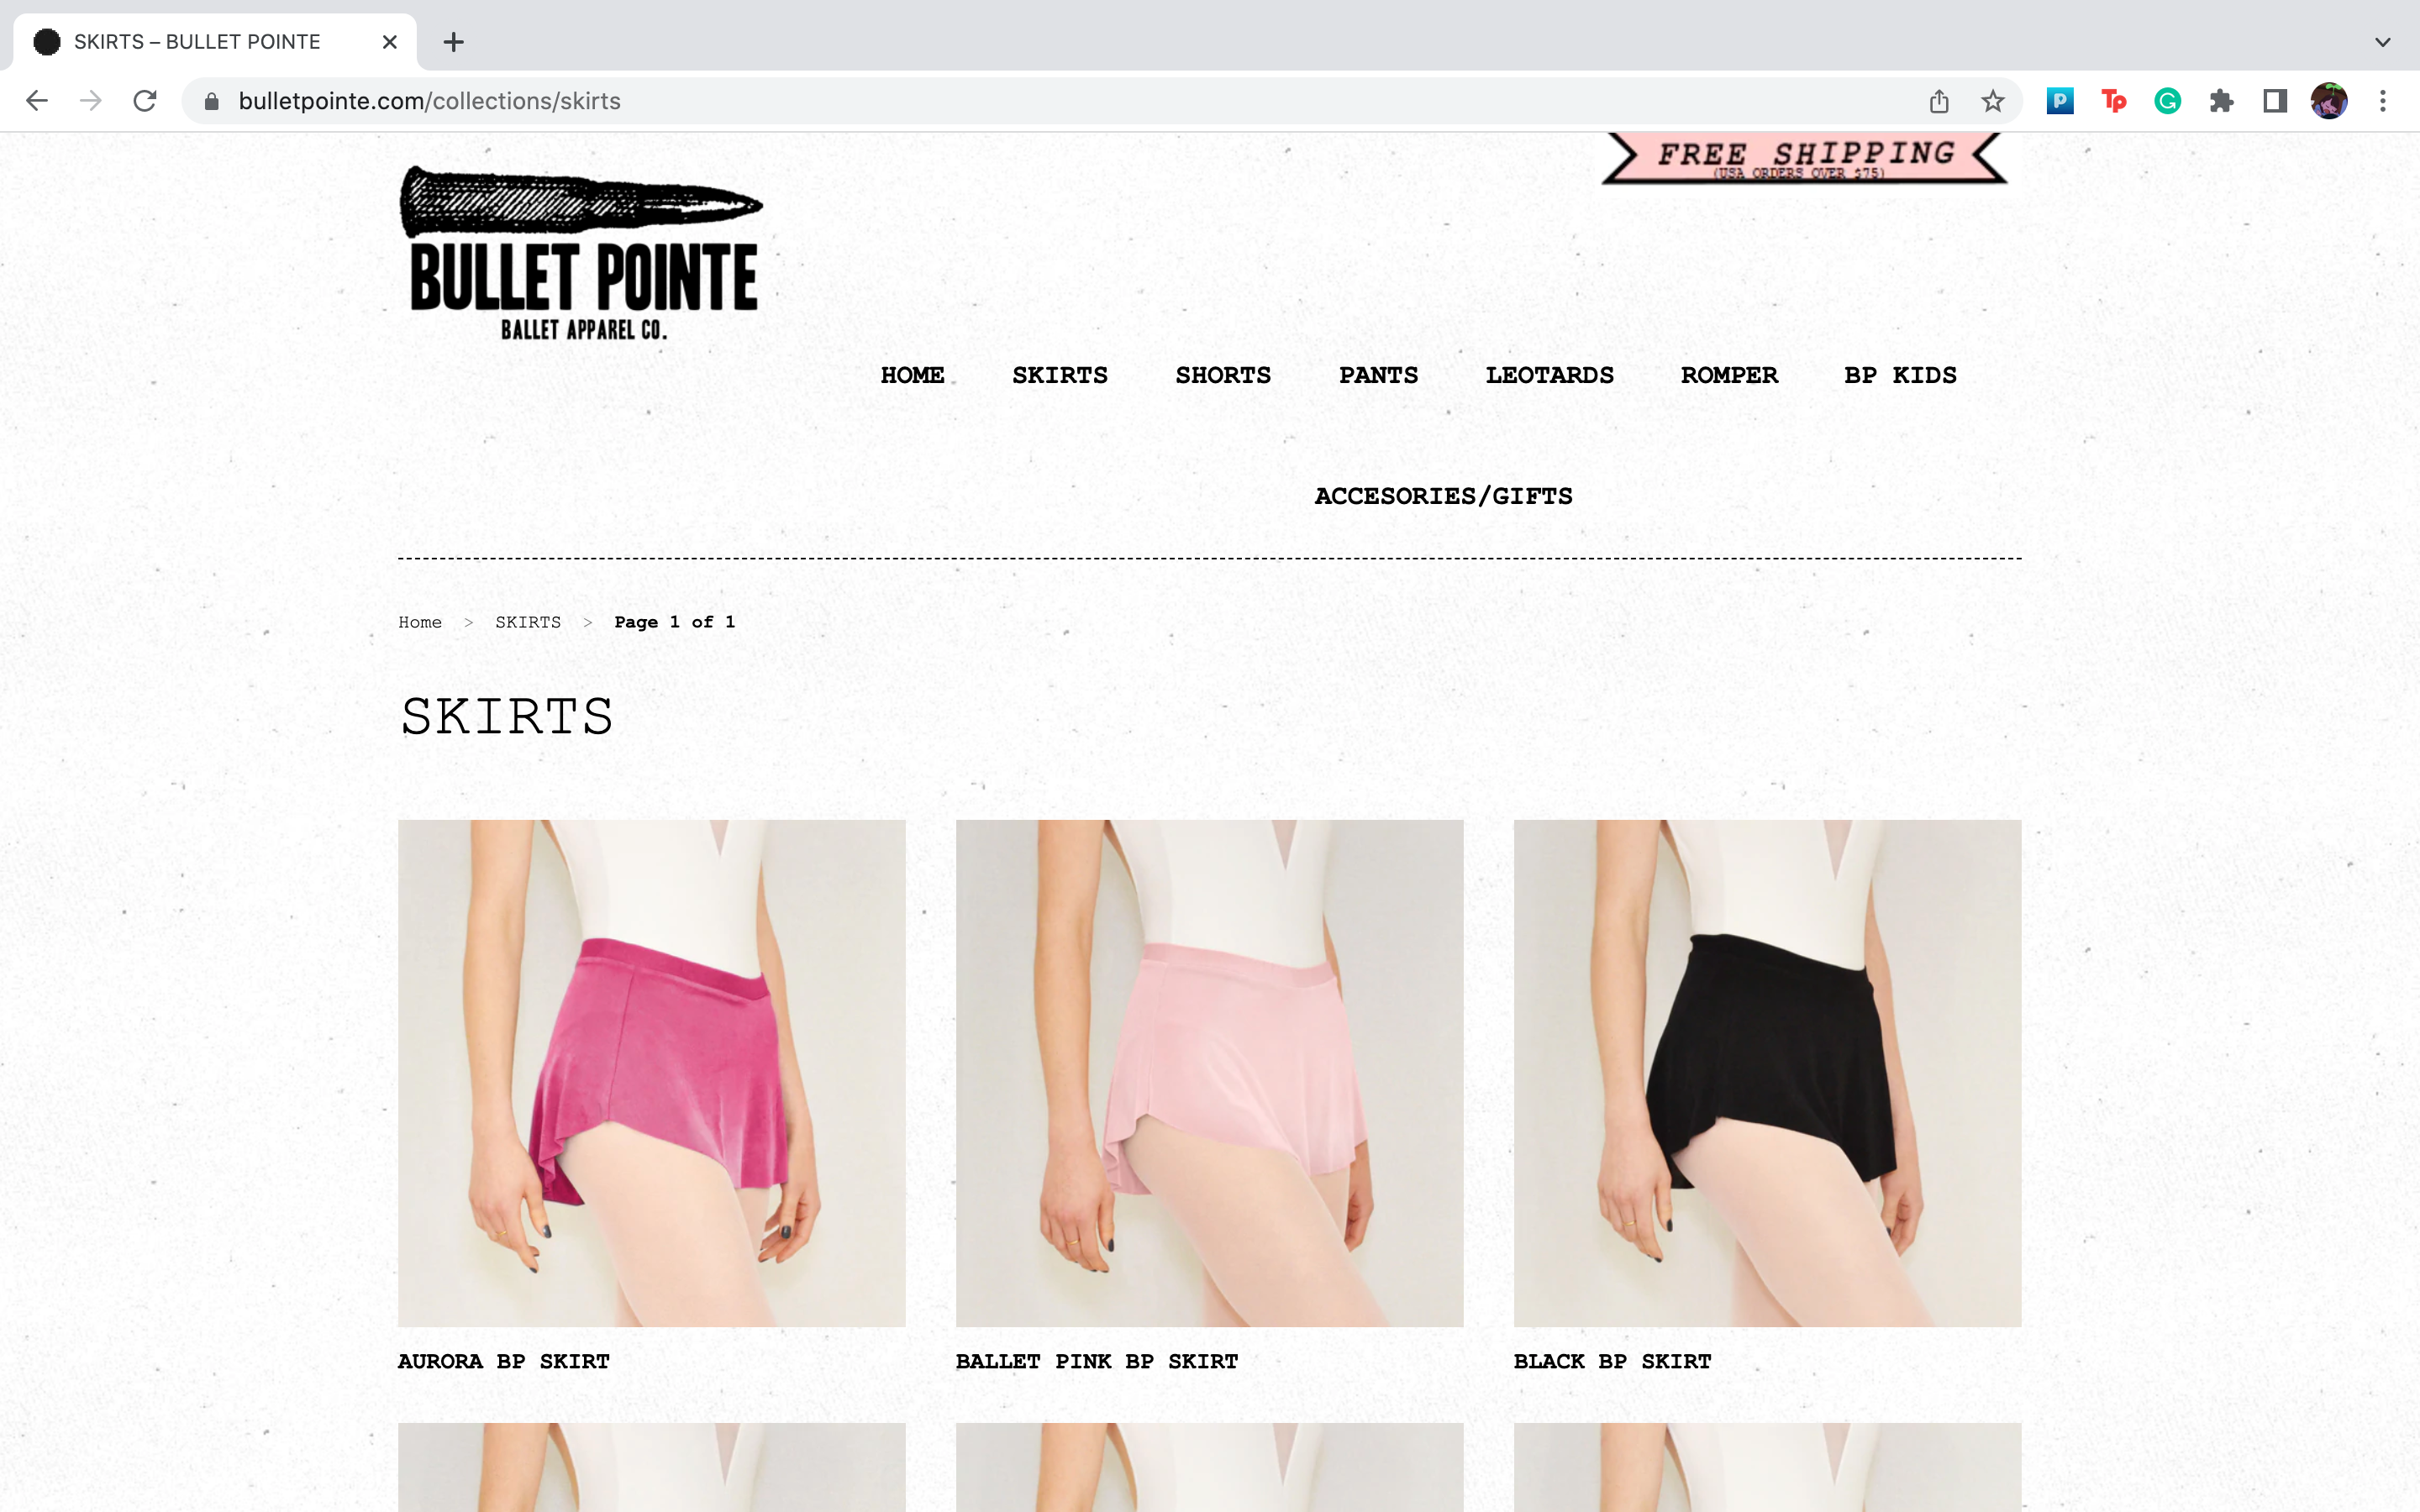 SKIRTS – BULLET POINTE
bulletpointe.com/collections/skirts
FREE SHIPPING
(USA ORDERS OVER $75)
BULLET POINTE
BALLET APPAREL CO.
HOME SKIRTS SHORTS PANTS LEOTARDS ROMPER BP KIDS
ACCESORIES/GIFTS
Home > SKIRTS > Page 1 of 1
SKIRTS
AURORA BP SKIRT
BALLET PINK BP SKIRT
BLACK BP SKIRT